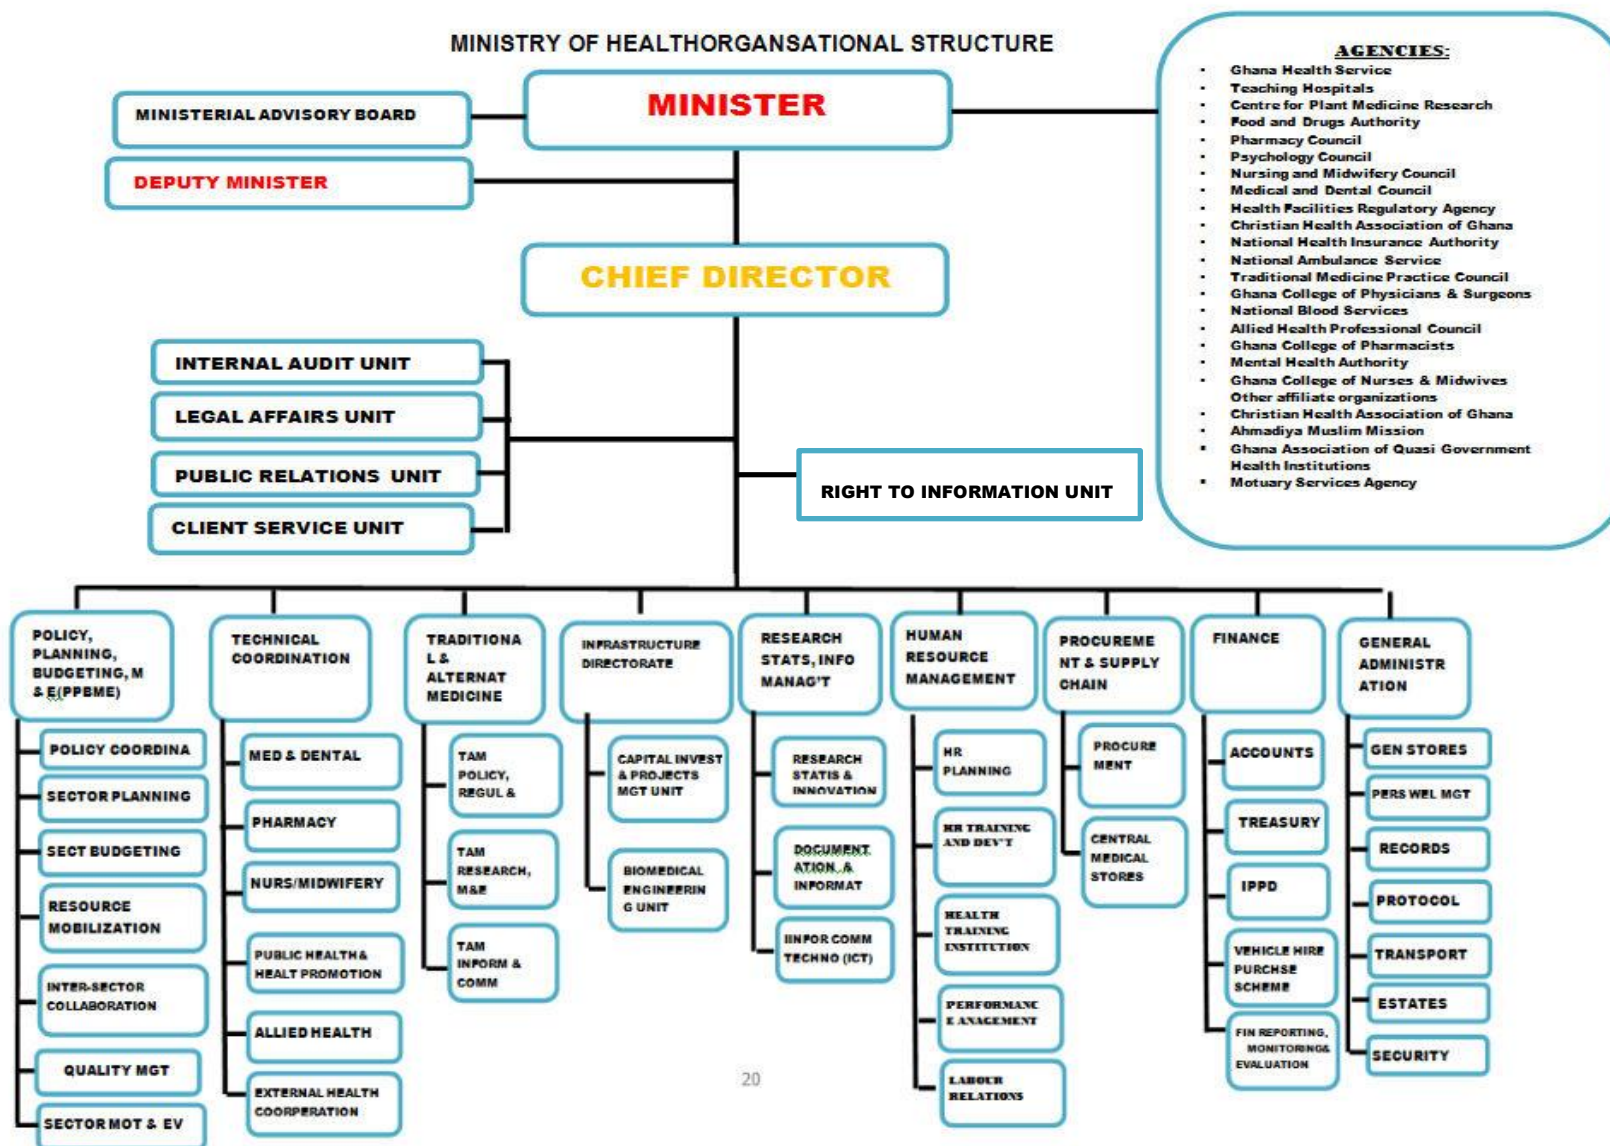 MINISTRY OF HEALTHORGANSATIONAL STRUCTURE
MINISTER
MINISTERIAL ADVISORY BOARD
DEPUTY MINISTER
CHIEF DIRECTOR
AGENCIES:
Ghana Health Service
Teaching Hospitals
Centre for Plant Medicine Research
Food and Drugs Authority
Pharmacy Council
Psychology Council
Nursing and Midwifery Council
Medical and Dental Council
Health Facilities Regulatory Agency
Christian Health Association of Ghana
National Health Insurance Authority
National Ambulance Service
Traditional Medicine Practice Council
Ghana College of Physicians & Surgeons
National Blood Services
Allied Health Professional Council
Ghana College of Pharmacists
Mental Health Authority
Ghana College of Nurses & Midwives
Other affiliate organizations
Christian Health Association of Ghana
Ahmadiya Muslim Mission
Ghana Association of Quasi Government
Health Institutions
Motuary Services Agency
INTERNAL AUDIT UNIT
LEGAL AFFAIRS UNIT
PUBLIC RELATIONS UNIT
CLIENT SERVICE UNIT
RIGHT TO INFORMATION UNIT
POLICY,
PLANNING,
BUDGETING, M
& E(PPBME)
POLICY COORDINA
SECTOR PLANNING
SECT BUDGETING
RESOURCE
MOBILIZATION
INTER-SECTOR
COLLABORATION
QUALITY MGT
SECTOR MOT & EV
TECHNICAL
COORDINATION
MED & DENTAL
PHARMACY
NURS/MIDWIFERY
PUBLIC HEALTH &
HEALT PROMOTION
ALLIED HEALTH
EXTERNAL HEALTH
COORPERATION
TRADITIONA
L &
ALTERNAT
MEDICINE
TAM
POLICY,
REGUL &
TAM
RESEARCH,
M&E
TAM
INFORM &
COMM
INFRASTRUCTURE
DIRECTORATE
CAPITAL INVEST
& PROJECTS
MGT UNIT
BIOMEDICAL
ENGINEERIN
G UNIT
RESEARCH
STATS, INFO
MANAG'T
RESEARCH
STATIS &
INNOVATION
DOCUMENT
ATION, &
INFORMAT
IINFOR COMM
TECHNO (ICT)
HUMAN
RESOURCE
MANAGEMENT
HR
PLANNING
HR TRAINING
AND DEV'T
HEALTH
TRAINING
INSTITUTION
PERFORMANC
E ANAGEMENT
LABOUR
RELATIONS
PROCUREME
NT & SUPPLY
CHAIN
PROCURE
MENT
CENTRAL
MEDICAL
STORES
FINANCE
ACCOUNTS
TREASURY
IPPD
VEHICLE HIRE
PURCHSE
SCHEME
FIN REPORTING,
MONITORING&
EVALUATION
GENERAL
ADMINISTR
ATION
GEN STORES
PERS WEL MGT
RECORDS
PROTOCOL
TRANSPORT
ESTATES
SECURITY
20